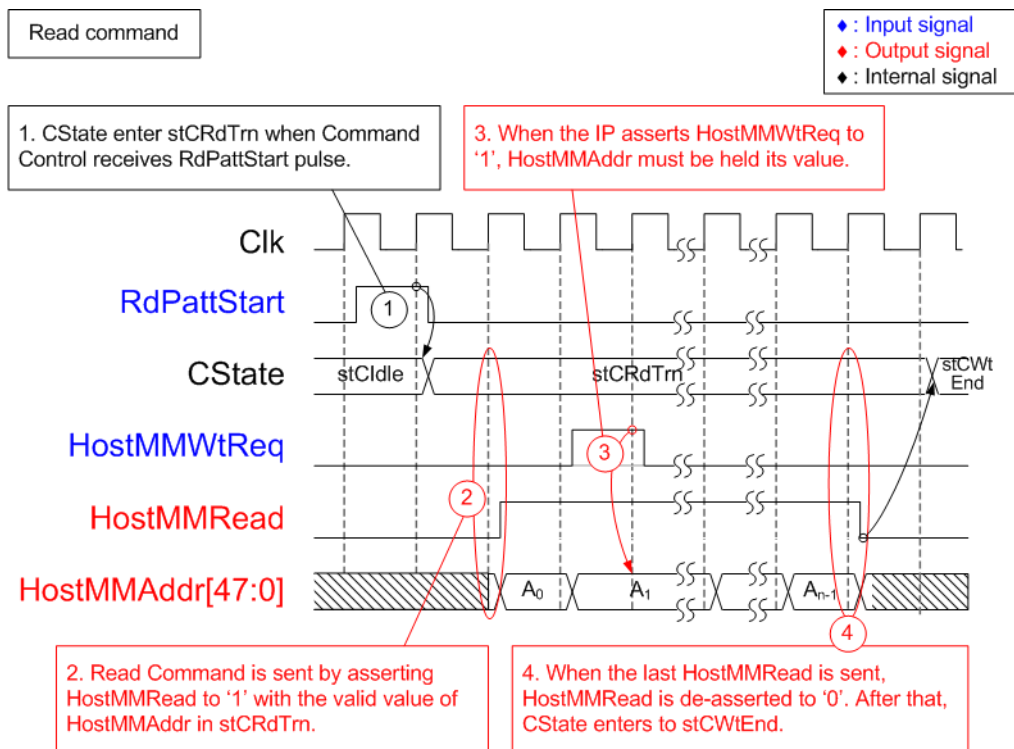 Read command
♦ : Input signal
♦ : Output signal
♦ : Internal signal
1. CState enter stCRdTrn when Command
Control receives RdPattStart pulse.
3. When the IP asserts HostMMWtReq to
‘1’, HostMMAddr must be held its value.
Clk
RdPattStart
1
CState
stCIdle
stCRdTrn
stCWt
End
HostMMWtReq
3
2
HostMMRead
HostMMAddr[47:0]
A0
A1
An-1
4
2. Read Command is sent by asserting
HostMMRead to ‘1’ with the valid value of
HostMMAddr in stCRdTrn.
4. When the last HostMMRead is sent,
HostMMRead is de-asserted to ‘0’. After that,
CState enters to stCWtEnd.